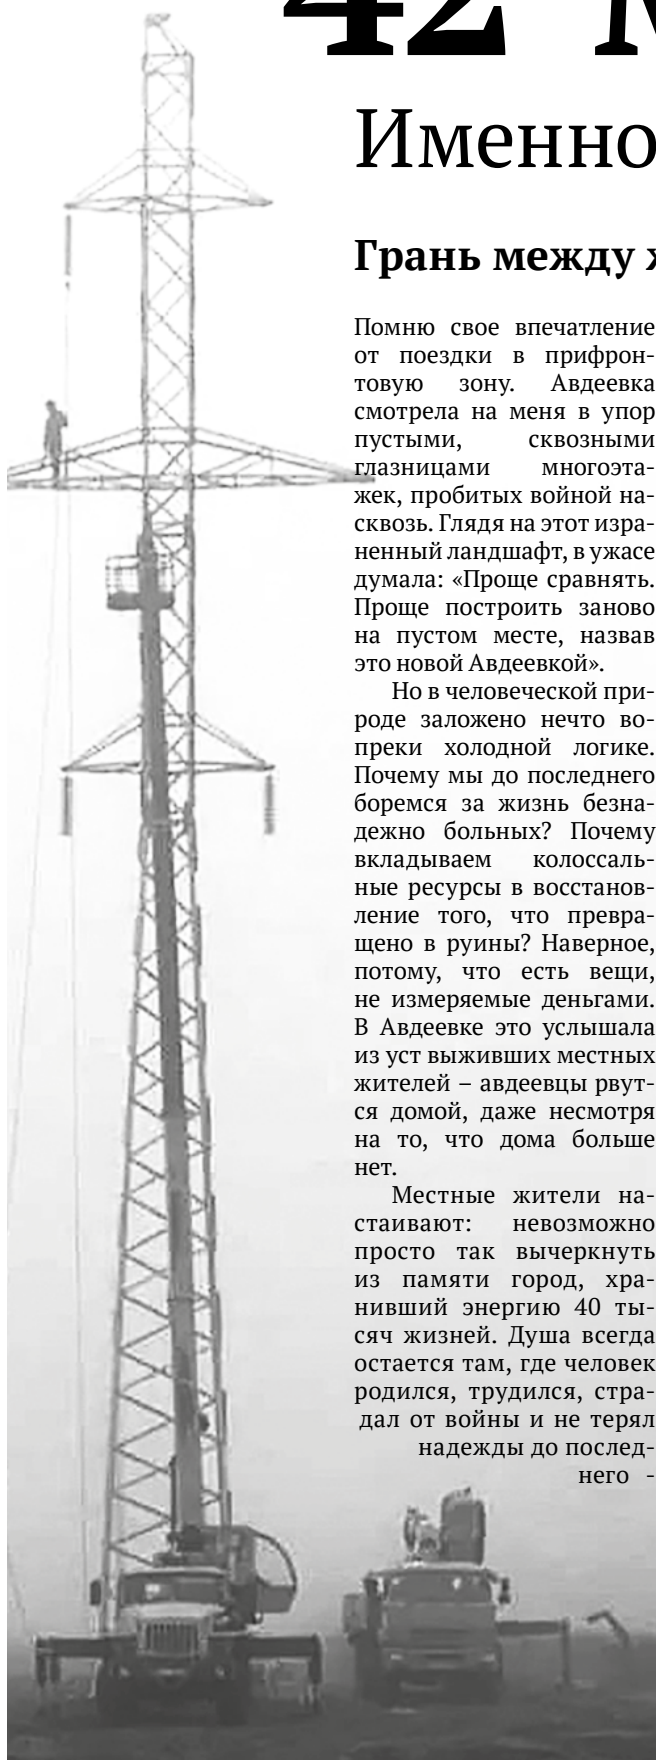 42
Именно
Грань между
Помню свое впечатление
от поездки в прифрон-
товую зону. Авдеевка
смотрела на меня в упор
пустыми, сквозными
глазницами многоэта-
жек, пробитых войной на-
сквозь. Глядя на этот изра-
ненный ландшафт, в ужасе
думала: «Проще сравнять.
Проще построить заново
на пустом месте, назвав
это новой Авдеевкой».
Но в человеческой при-
роде заложено нечто во-
преки холодной логике.
Почему мы до последнего
боремся за жизнь безна-
дежно больных? Почему
вкладываем колоссаль-
ные ресурсы в восстанов-
ление того, что превра-
щено в руины? Наверное,
потому, что есть вещи,
не измеряемые деньгами.
В Авдеевке это услышала
из уст выживших местных
жителей – авдеевцы рвут-
ся домой, даже несмотря
на то, что дома больше
нет.
Местные жители на-
стаивают: невозможно
просто так вычеркнуть
из памяти город, хра-
нивший энергию 40 ты-
сяч жизней. Душа всегда
остается там, где человек
родился, трудился, стра-
дал от войны и не терял
надежды до послед-
него -